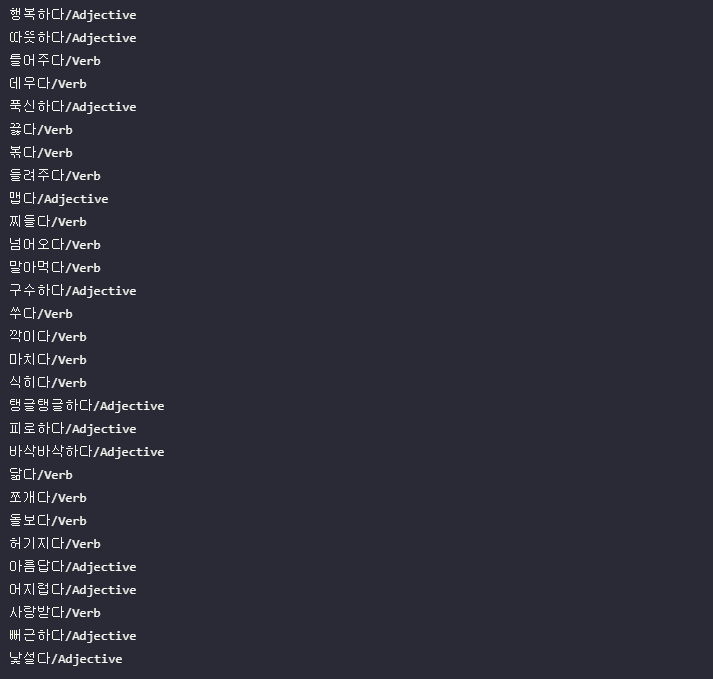 행복하다/Adjective
따뜻하다/Adjective
틀어주다/Verb
데우다/Verb
푹신하다/Adjective
끓다/Verb
볶다/Verb
들려주다/Verb
맵다/Adjective
찌들다/Verb
넘어오다/Verb
말아먹다/Verb
구수하다/Adjective
쑤다/Verb
깍이다/Verb
마치다/Verb
식히다/Verb
탱글탱글하다/Adjective
피로하다/Adjective
바삭바삭하다/Adjective
닮다/Verb
쪼개다/Verb
돌보다/Verb
허기지다/Verb
아름답다/Adjective
어지럽다/Adjective
사랑받다/Verb
뻐근하다/Adjective
낯설다/Adjective